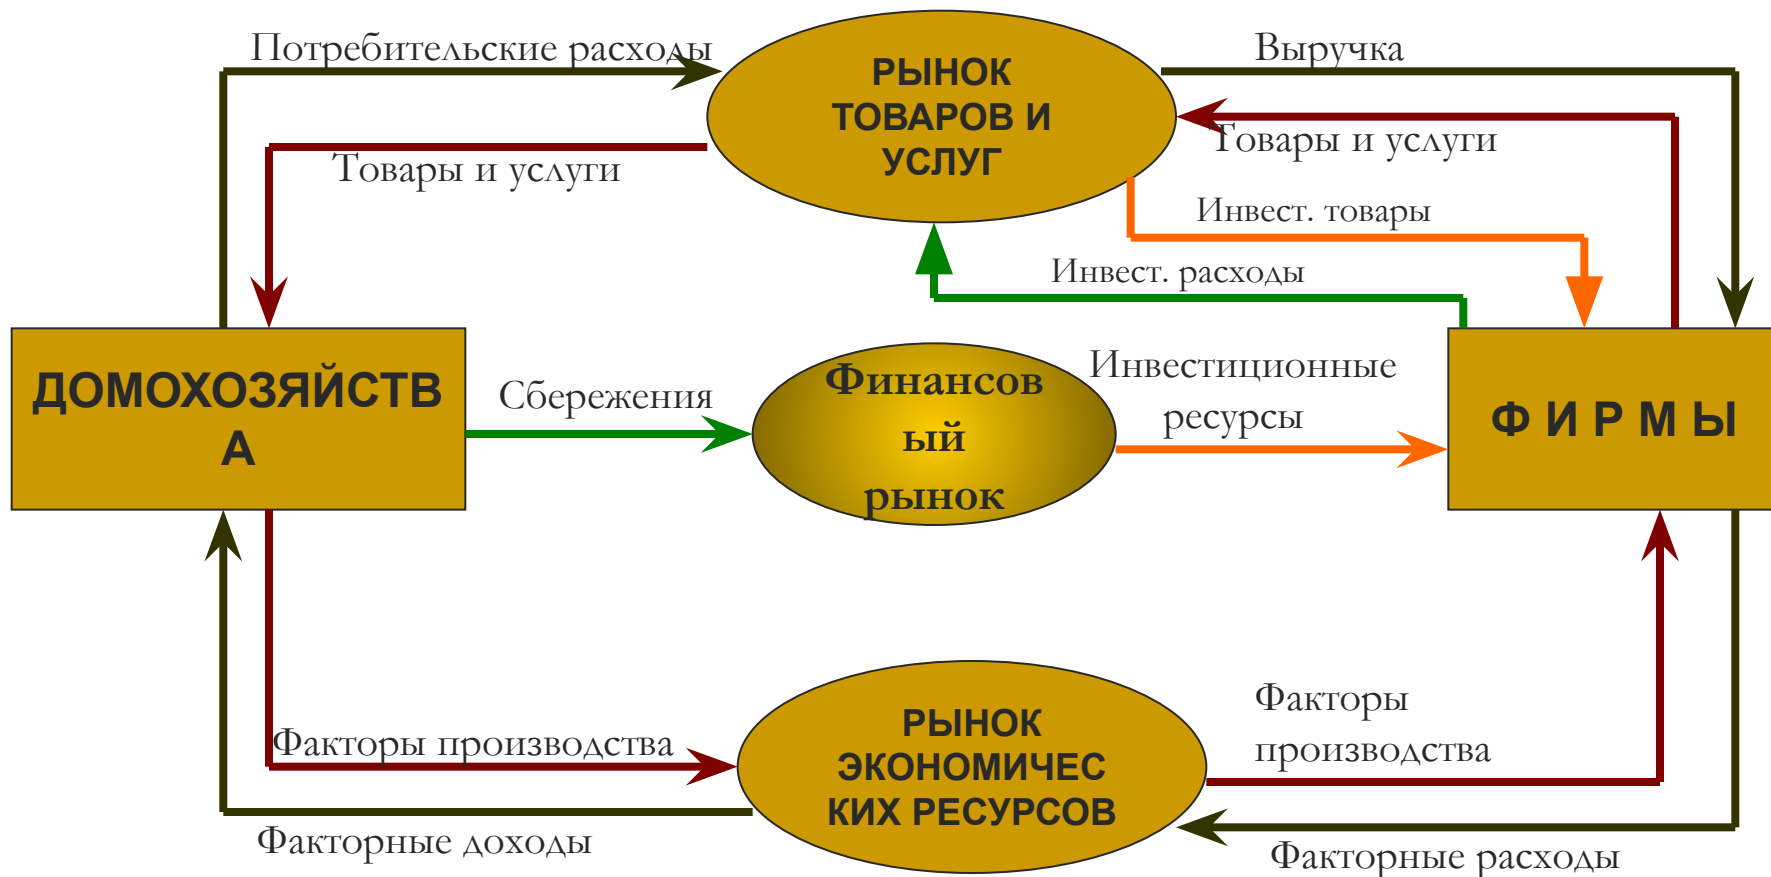 Потребительские расходы
Выручка
РЫНОК
ТОВАРОВ И
УСЛУГ
Товары и услуги
Товары и услуги
Инвест. товары
Инвест. расходы
ДОМОХОЗЯЙСТВ
А
Сбережения
Финансов
ый
рынок
Инвестиционные
ресурсы
Ф И Р М Ы
Факторы производства
РЫНОК
ЭКОНОМИЧЕС
КИХ РЕСУРСОВ
Факторы
производства
Факторные доходы
Факторные расходы